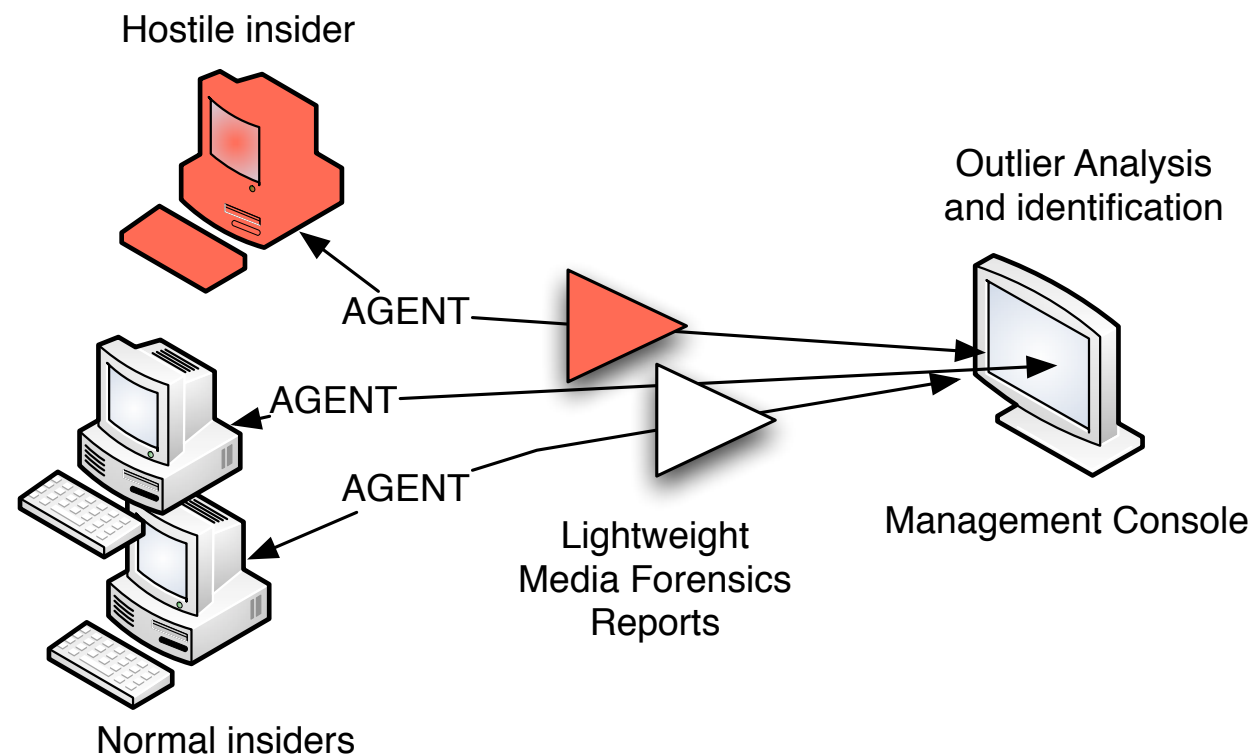 Hostile insider
Outlier Analysis
and identification
AGENT
AGENT
AGENT
Lightweight
Media Forensics
Reports
Management Console
Normal insiders